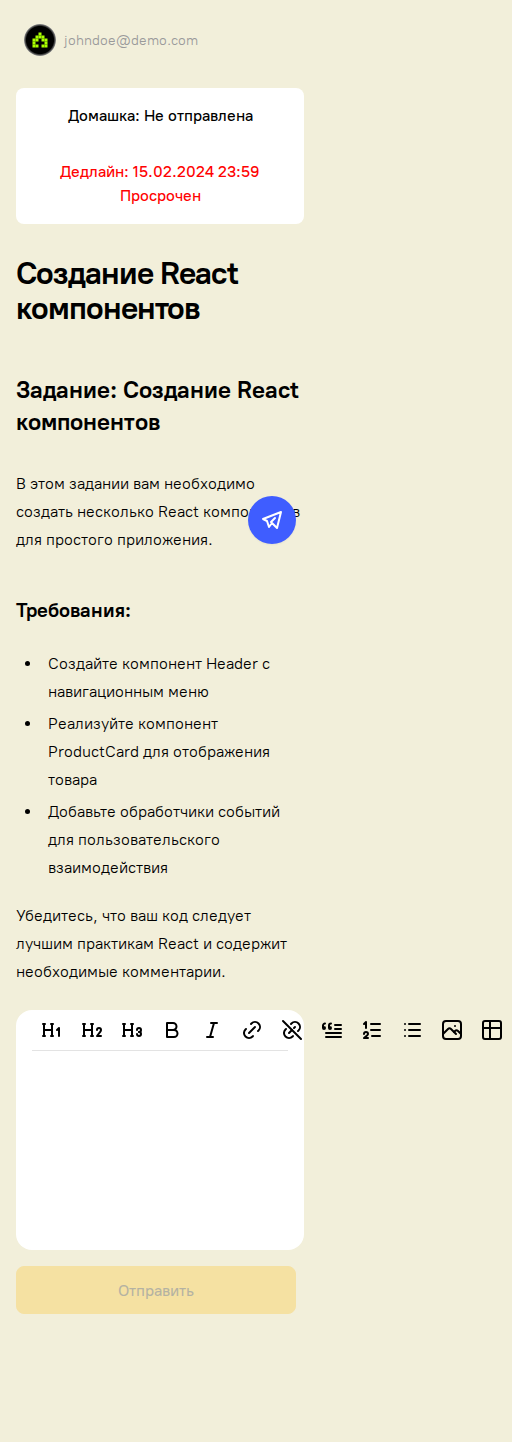 johndoe@demo.com
Домашка: Не отправлена
Дедлайн: 15.02.2024 23:59
Просрочен
Создание React
компонентов
Задание: Создание React
компонентов
В этом задании вам необходимо
создать несколько React
для простого приложения.
Требования:
Создайте компонент Header с
навигационным меню
Реализуйте компонент
ProductCard для отображения
товара
Добавьте обработчики событий
для пользовательского
взаимодействия
Убедитесь, что ваш код следует
лучшим практикам React и содержит
необходимые комментарии.
H1 H2 H3 B I
Отправить